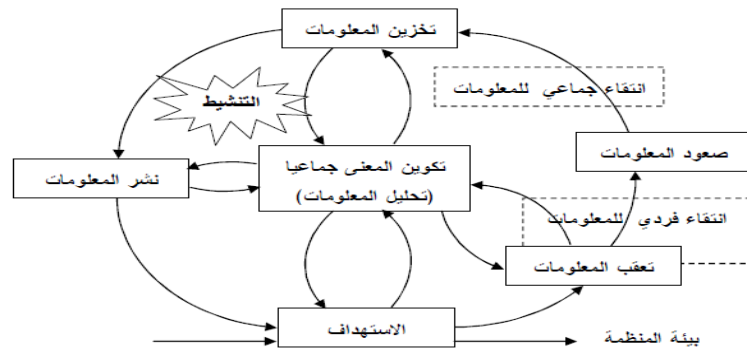 تخزين المعلومات
انتقاء جماعي للمعلومات
التنشيط
صعود المعلومات
تكوين المعنى جماعيا
(تحليل المعلومات)
نشر المعلومات
انتقاء فردي للمعلومات
تعقب المعلومات
الاستهداف
بيئة المنظمة